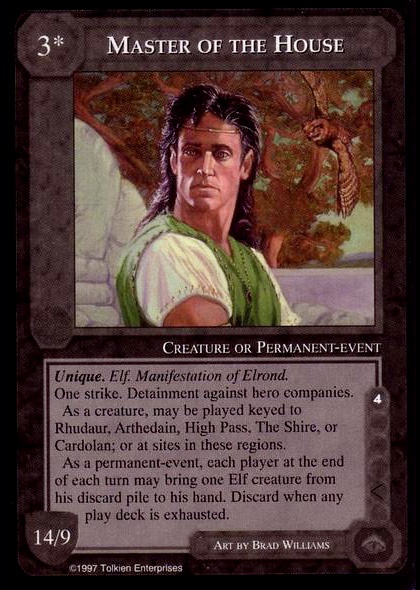 3*
MASTER OF THE HOUSE
CREATURE OR PERMANENT-EVENT
Unique. Elf. Manifestation of Elrond.
One strike. Detainment against hero companies.
As a creature, may be played keyed to
Rhudaur, Arthedain, High Pass, The Shire, or
Cardolan; or at sites in these regions.
As a permanent-event, each player at the end
of each turn may bring one Elf creature from
his discard pile to his hand. Discard when any
play deck is exhausted.
4
14/9
ART BY BRAD WILLIAMS
©1997 Tolkien Enterprises